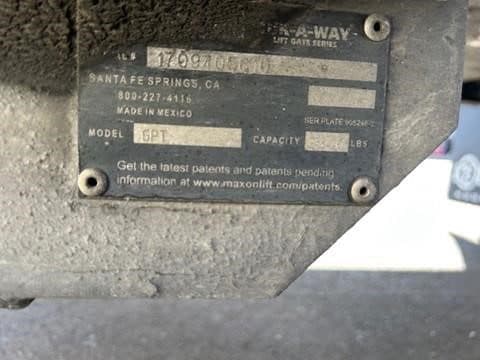 -A-WAY
LIFT GATE SERIES
SANTA FE SPRINGS, CA
800-227-4116
MADE IN MEXICO
MODEL GPT CAPACITY LBS
Get the latest patents and patents pending
information at www.maxonlift.com/patents.